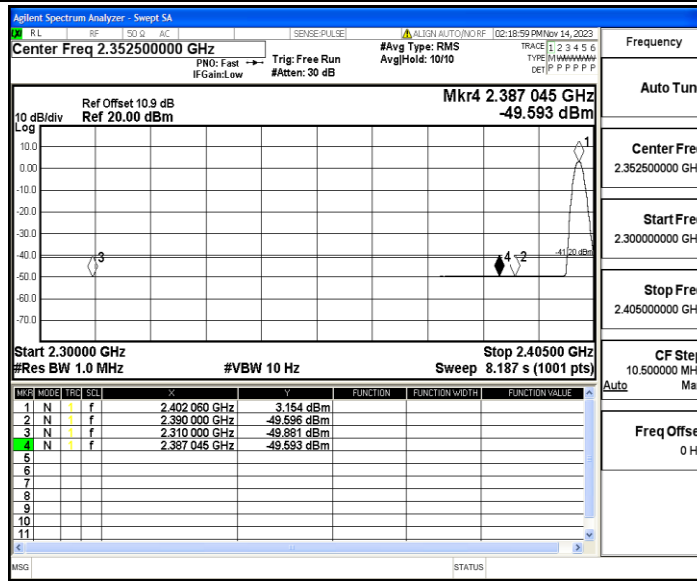 Agilent Spectrum Analyzer - Swept SA
RL RF 50 Ω AC SENSE:PULSE ALIGN AUTO/NO RF 02:18:59 PM Nov 14, 2023
Center Freq 2.352500000 GHz
PNO: Fast
IFGain:Low
Trig: Free Run
#Atten: 30 dB
#Avg Type: RMS
Avg|Hold: 10/10
TRACE 1 2 3 4 5 6
TYPE M WWWWW
DET P P P P P P
Ref Offset 10.9 dB
10 dB/div Ref 20.00 dBm
Log
Mkr4 2.387 045 GHz
-49.593 dBm
10.0
0.00
-10.0
-20.0
-30.0
-40.0
-50.0
-60.0
-70.0
1
3
4
2
-41.20 dBm
Start 2.30000 GHz Stop 2.40500 GHz
#Res BW 1.0 MHz #VBW 10 Hz Sweep 8.187 s (1001 pts)
MKR MODE TRC SCL X Y FUNCTION FUNCTION WIDTH FUNCTION VALUE
1 N 1 f 2.402 060 GHz 3.154 dBm
2 N 1 f 2.390 000 GHz -49.596 dBm
3 N 1 f 2.310 000 GHz -49.881 dBm
4 N 1 f 2.387 045 GHz -49.593 dBm
5
6
7
8
9
10
11
MSG STATUS
Frequency
Auto Tun
Center Fre
2.352500000 GH
Start Fre
2.300000000 GH
Stop Fre
2.405000000 GH
CF Step
10.500000 MH
Auto Ma
Freq Offse
0 H